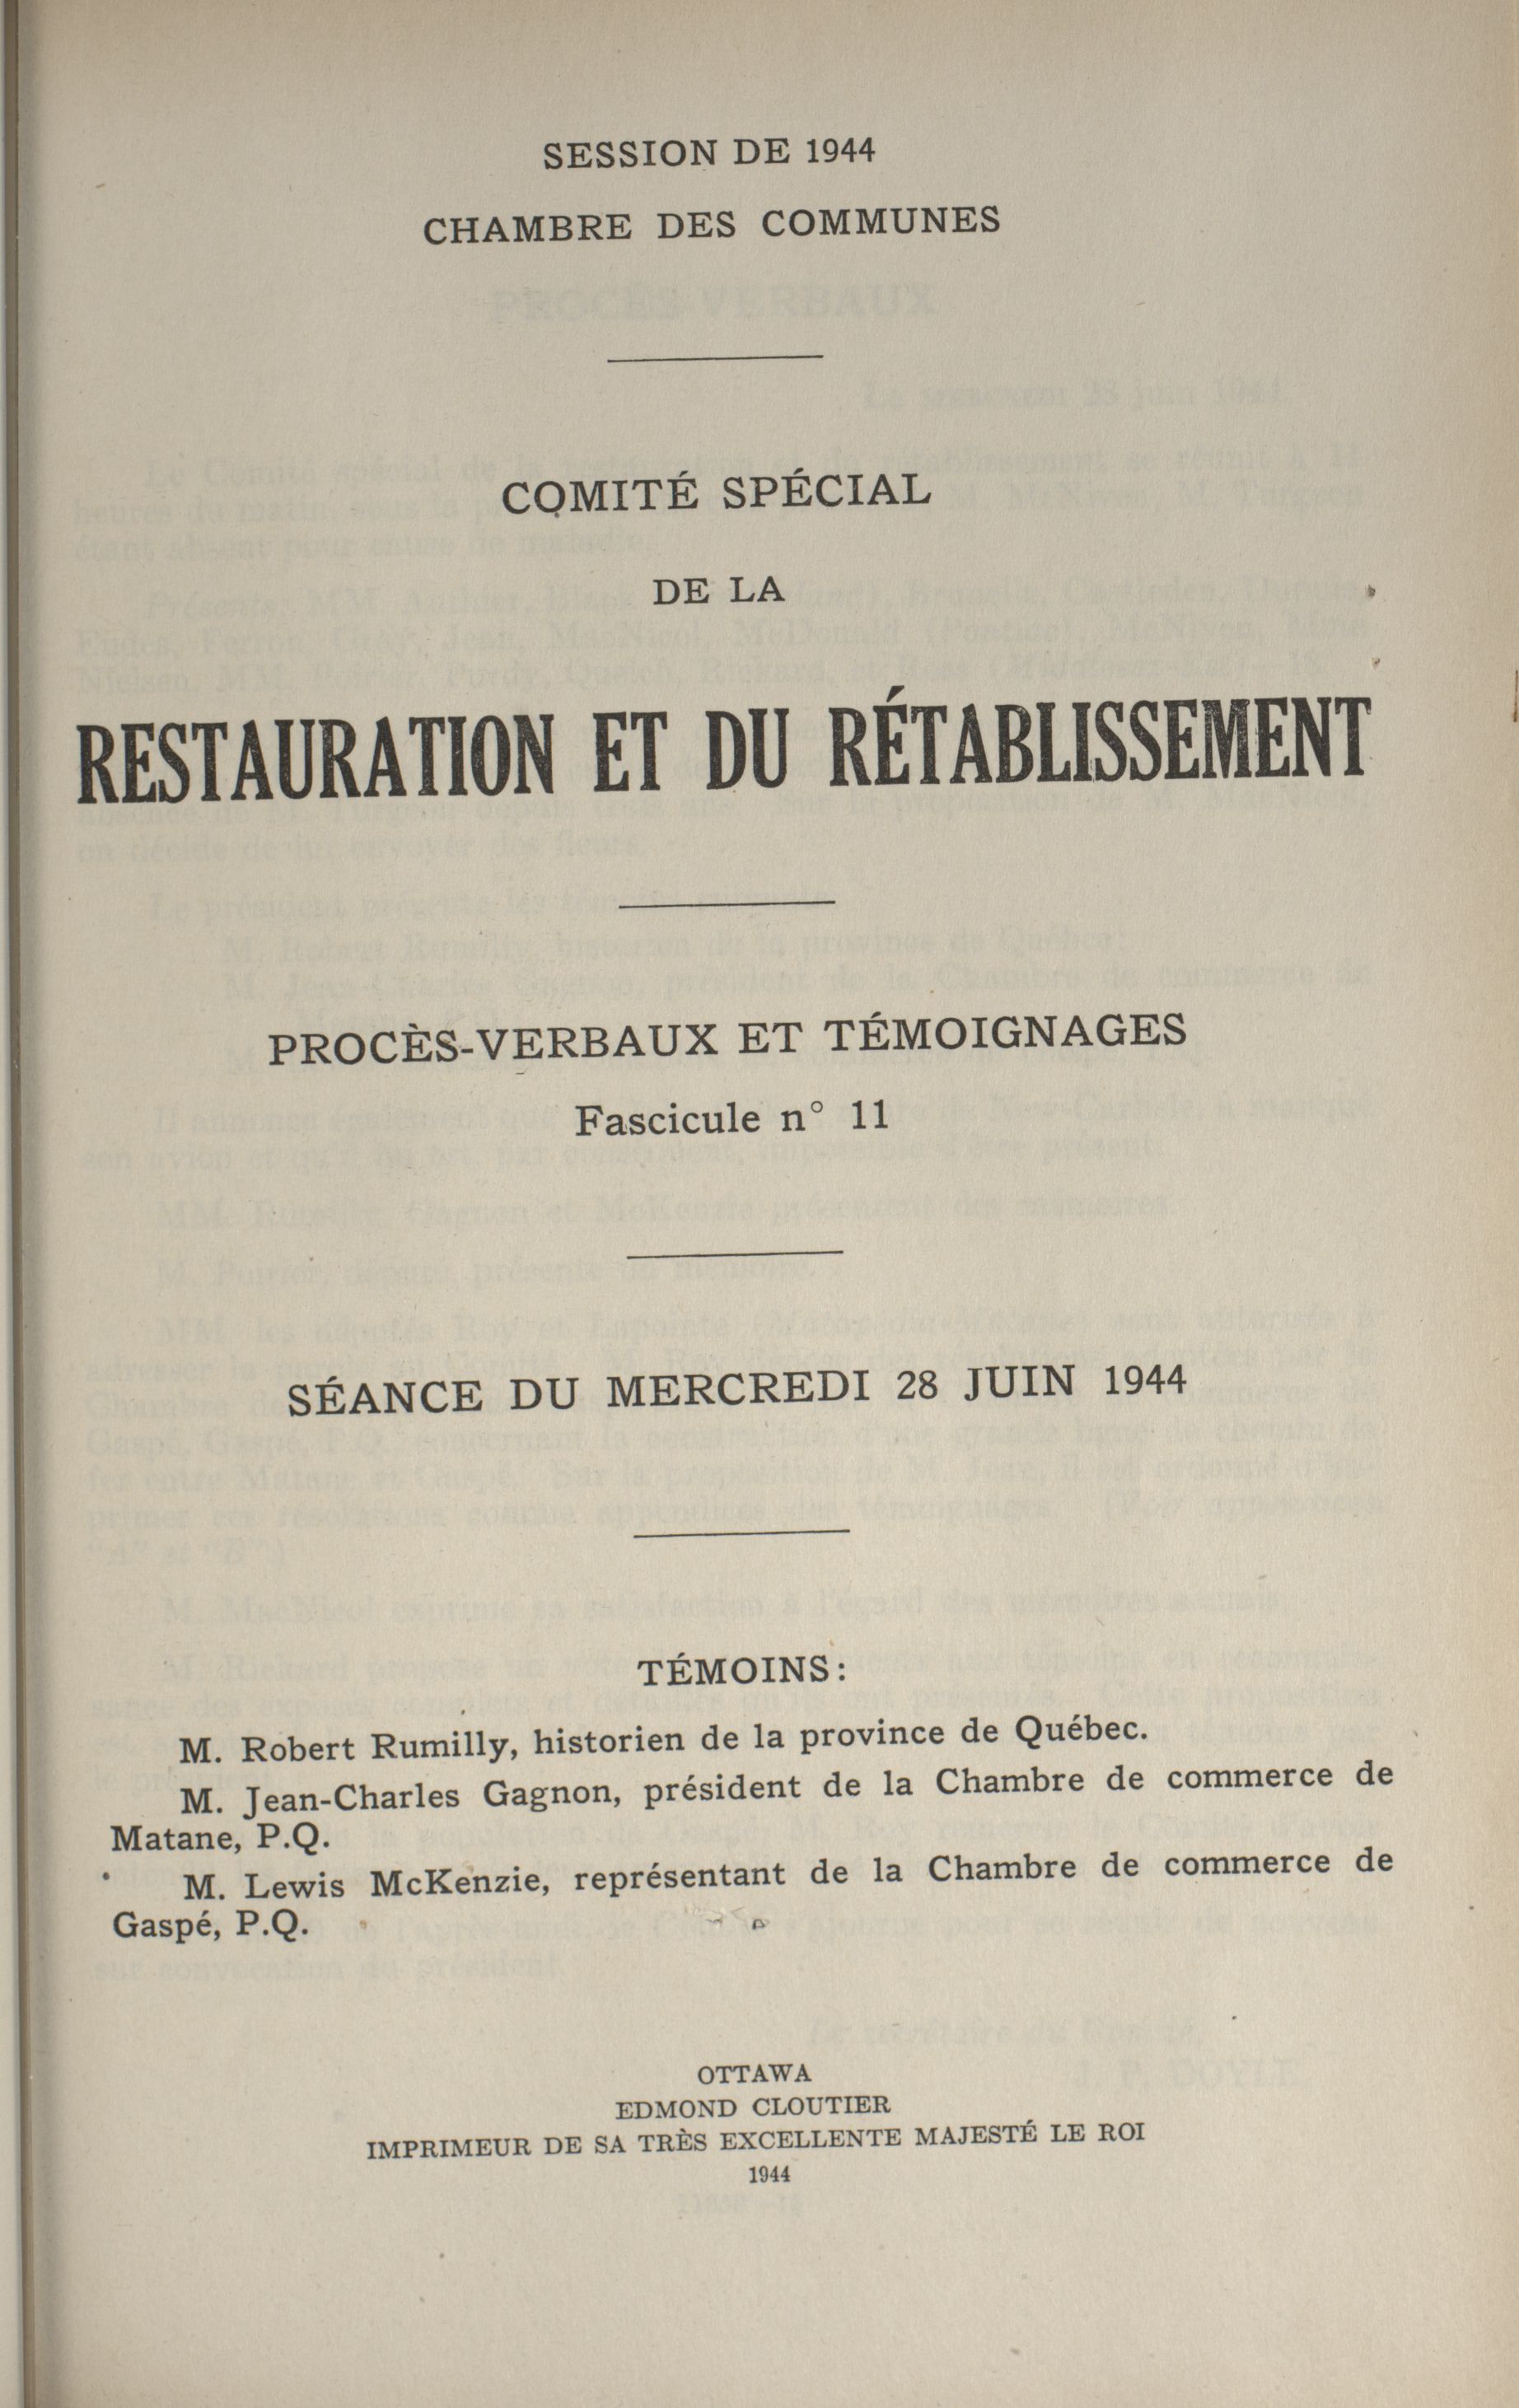 SESSION DE 1944
CHAMBRE DES COMMUNES
COMITÉ SPÉCIAL
DE LA
RESTAURATION ET DU RÉTABLISSEMENT
PROCÈS-VERBAUX ET TÉMOIGNAGES
Fascicule n° 11
SÉANCE DU MERCREDI 28 JUIN 1944
TÉMOINS:
M. Robert Rumilly, historien de la province de Québec.
M. Jean-Charles Gagnon, président de la Chambre de commerce de
Matane, P.Q.
M. Lewis McKenzie, représentant de la Chambre de commerce de
Gaspé, P.Q.
OTTAWA
EDMOND CLOUTIER
IMPRIMEUR DE SA TRÈS EXCELLENTE MAJESTÉ LE ROI
1944